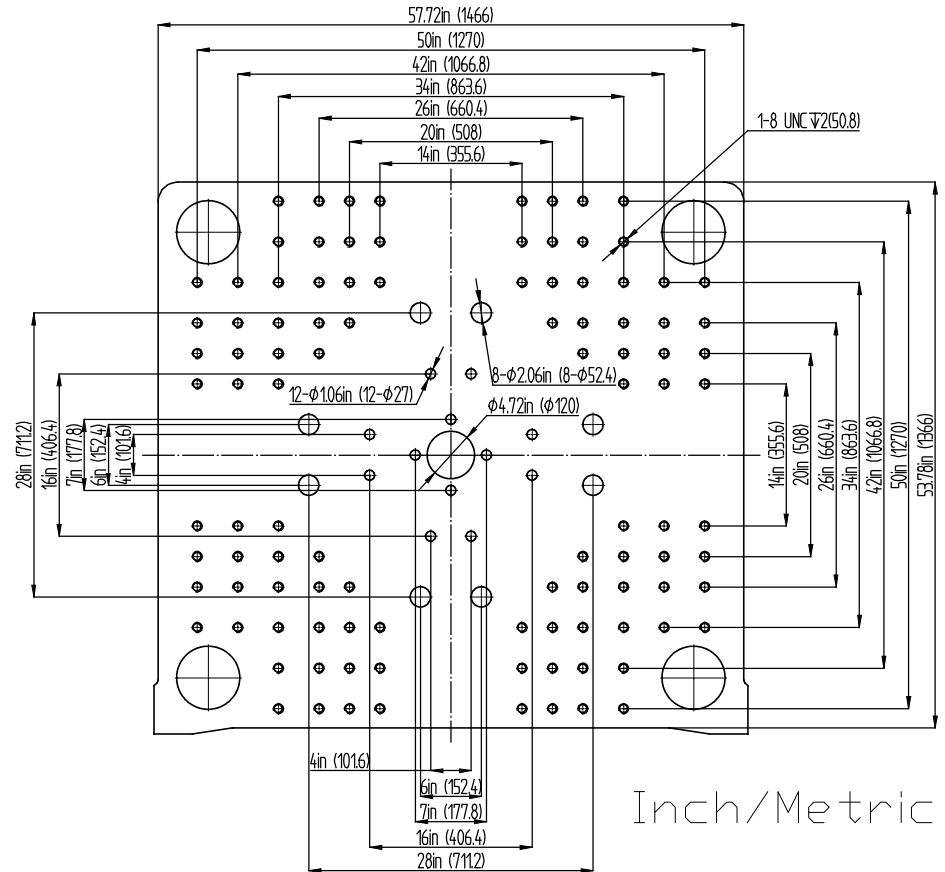 57.72in (1466)
50in (1270)
42in (1066.8)
34in (863.6)
26in (660.4)
20in (508)
14in (355.6)
1-8 UNC↧2(50.8)
8-ϕ2.06in (8-ϕ52.4)
12-ϕ1.06in (12-ϕ27)
ϕ4.72in (ϕ120)
28in (711.2)
16in (406.4)
7in (177.8)
6in (152.4)
4in (101.6)
14in (355.6)
20in (508)
26in (660.4)
34in (863.6)
42in (1066.8)
50in (1270)
53.78in (1366)
4in (101.6)
6in (152.4)
7in (177.8)
16in (406.4)
28in (711.2)
Inch/Metric